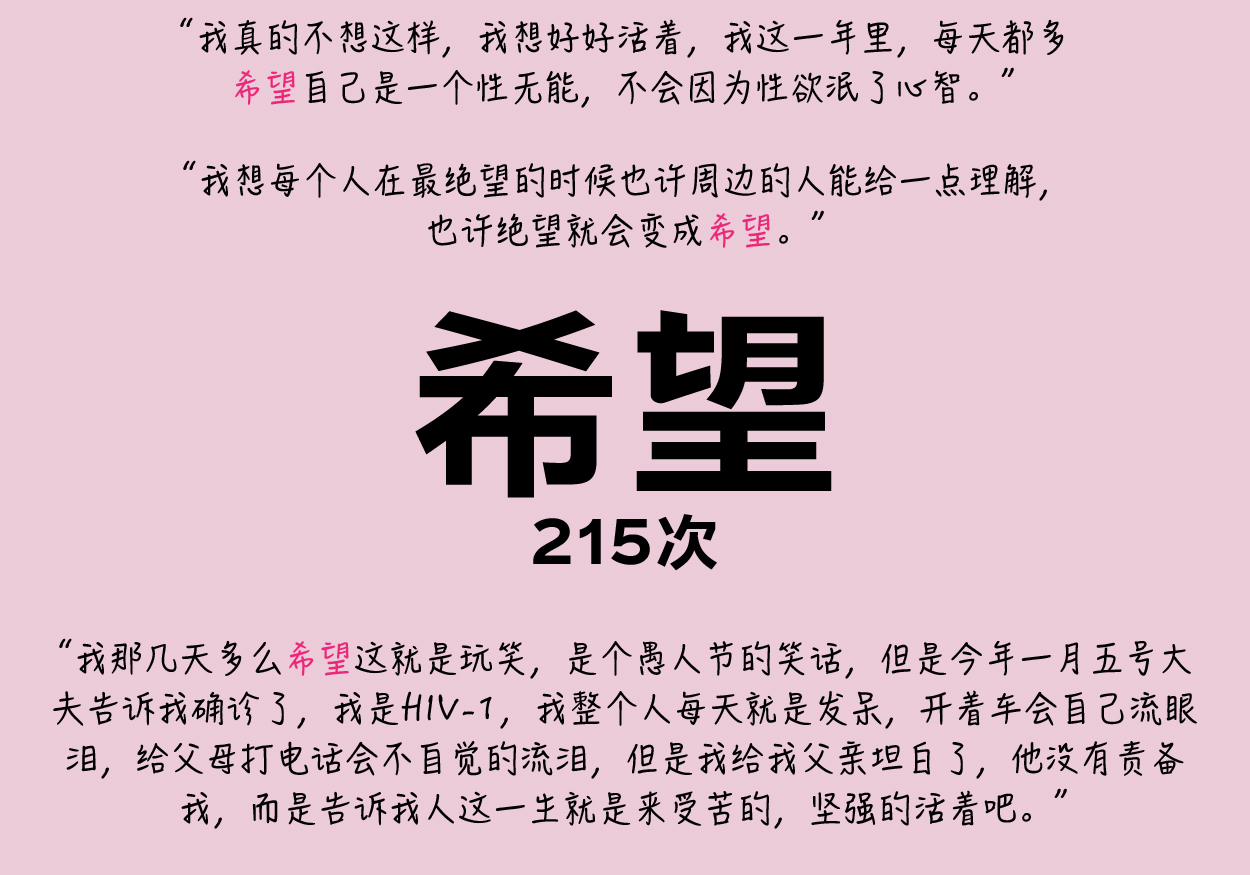 “我真的不想这样，我想好好活着，我这一年里，每天都多
希望自己是一个性无能，不会因为性欲泯了心智。”
“我想每个人在最绝望的时候也许周边的人能给一点理解，
也许绝望就会变成希望。”
希望
215次
“我那几天多么希望这就是玩笑，是个愚人节的笑话，但是今年一月五号大
夫告诉我确诊了，我是HIV-1，我整个人每天就是发呆，开着车会自己流眼
泪，给父母打电话会不自觉的流泪，但是我给我父亲坦白了，他没有责备
我，而是告诉我人这一生就是来受苦的，坚强的活着吧。”